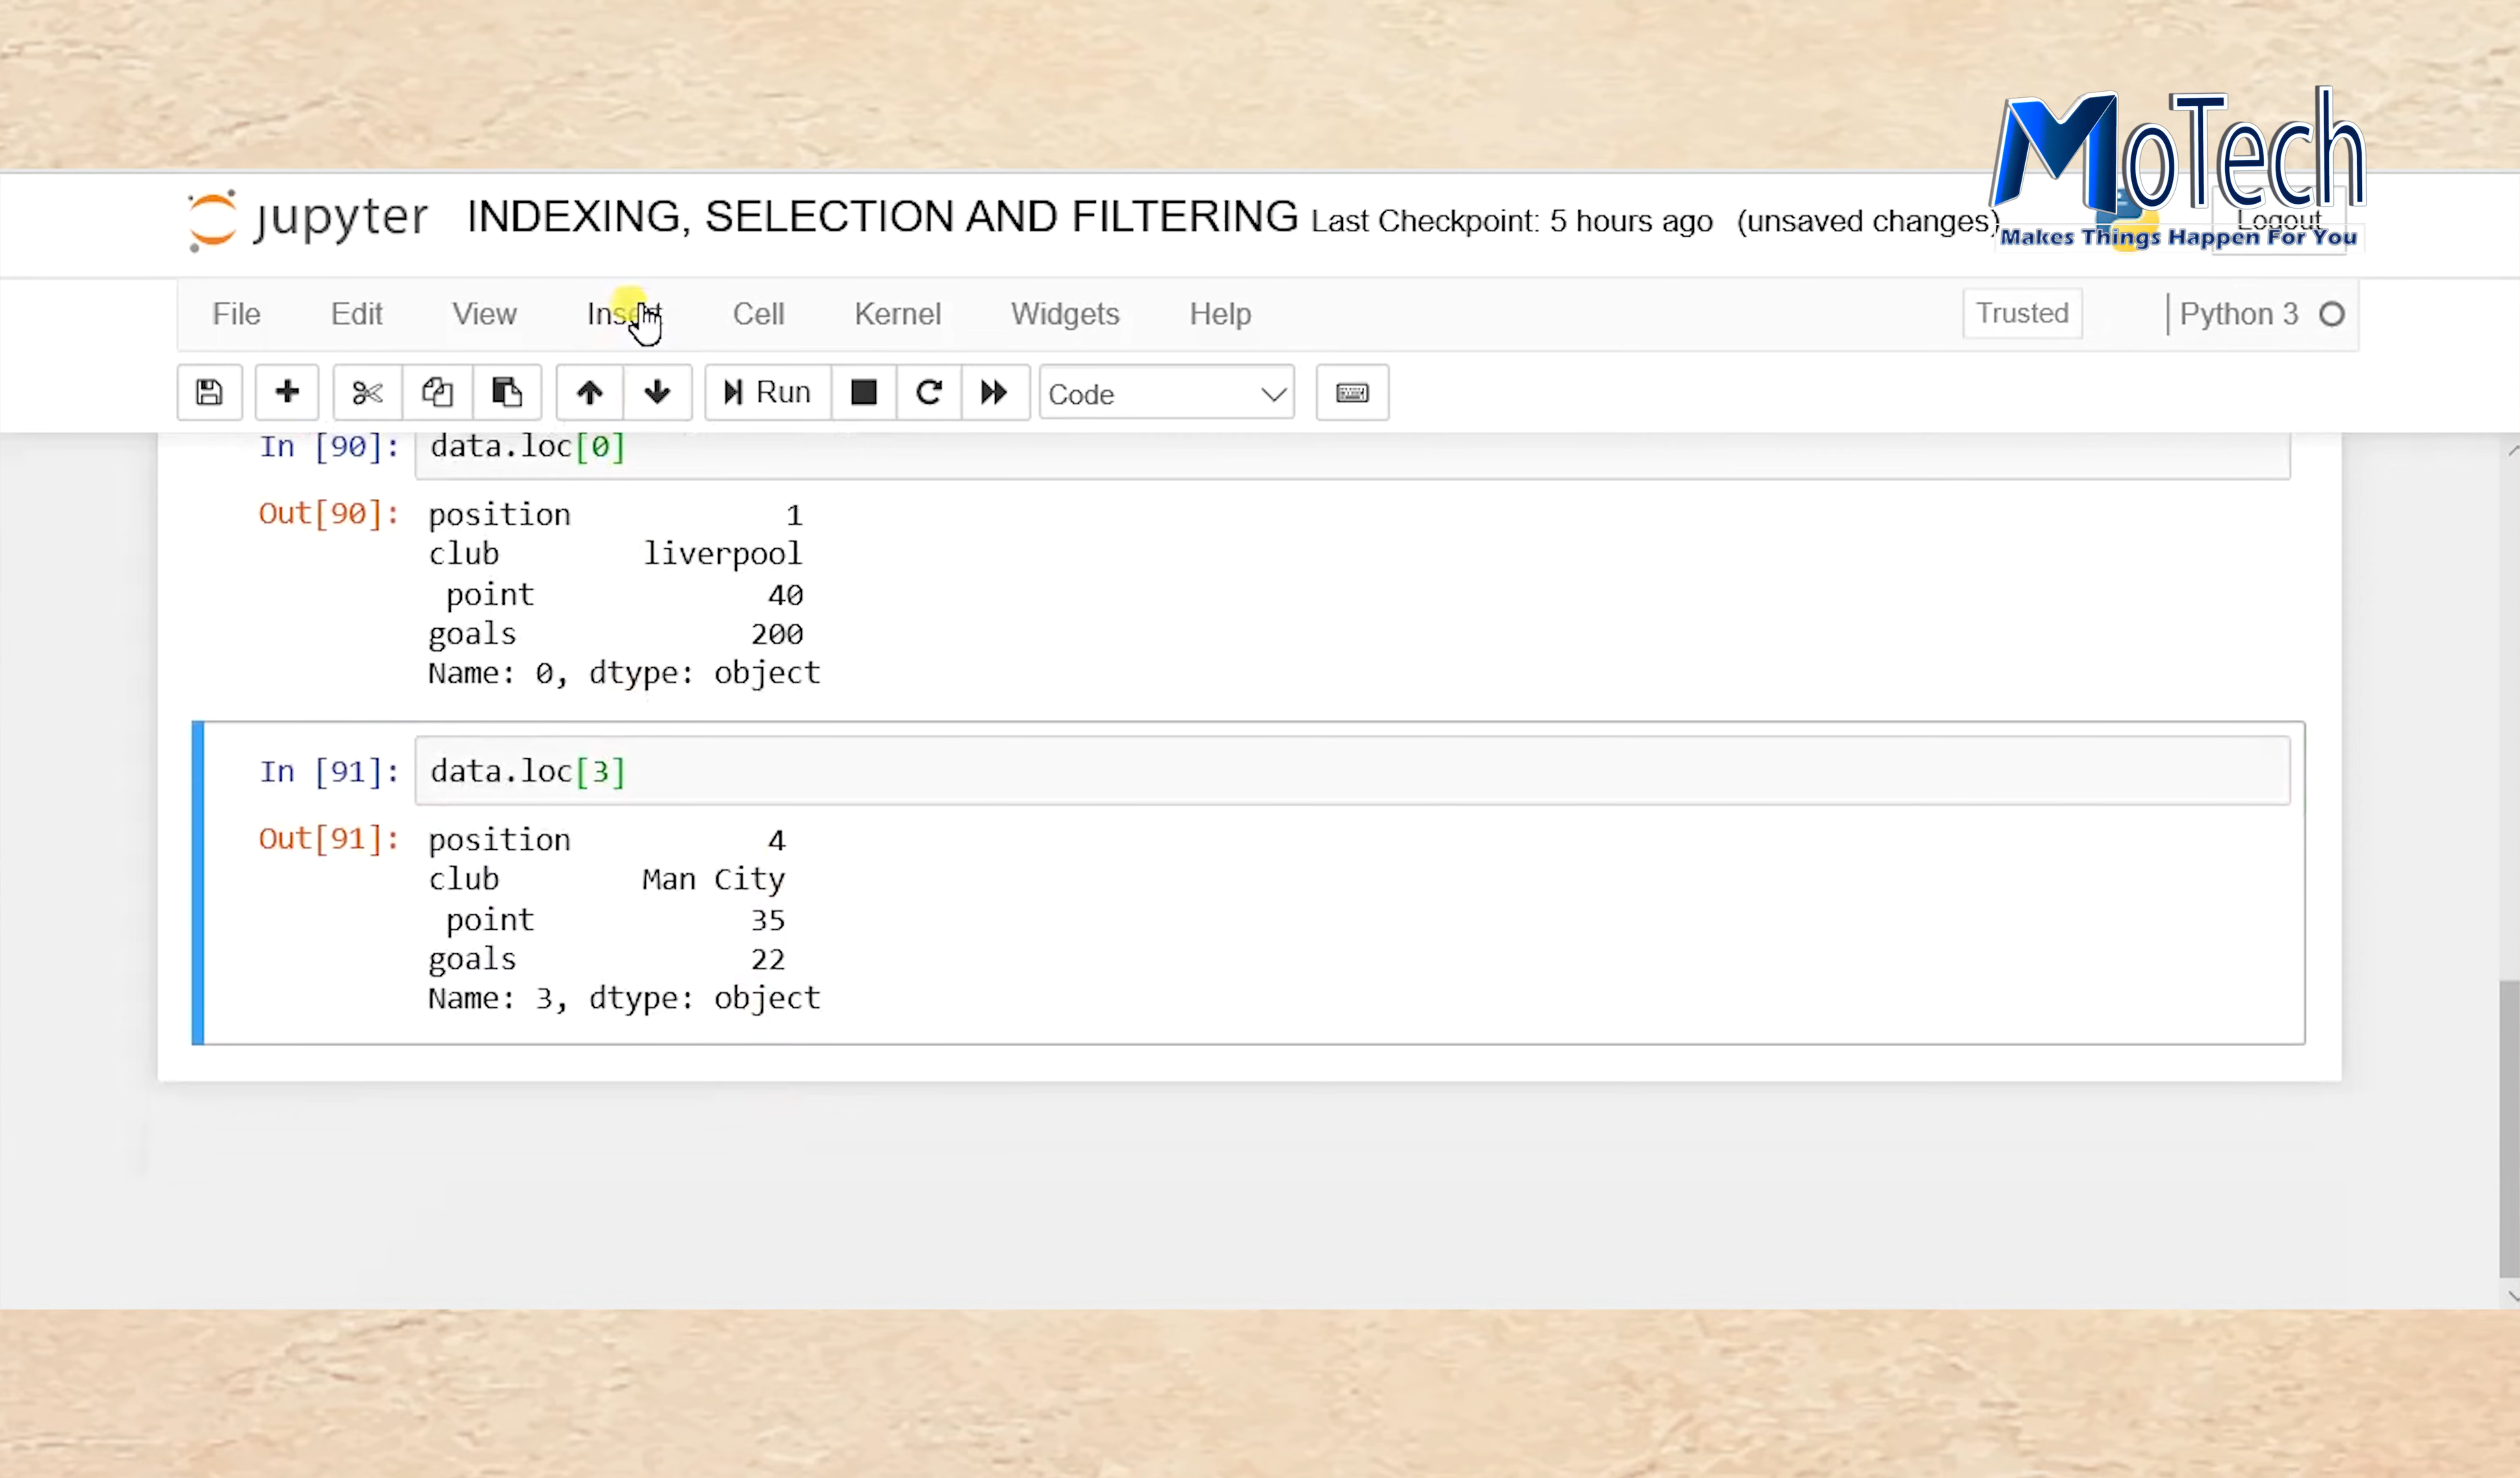 MoTech
Makes Things Happen For You
jupyter INDEXING, SELECTION AND FILTERING Last Checkpoint: 5 hours ago (unsaved changes) Logout
File Edit View Insert Cell Kernel Widgets Help Trusted Python 3
Run Code
In [90]: data.loc[0]
Out[90]: position 1
club liverpool
point 40
goals 200
Name: 0, dtype: object
In [91]: data.loc[3]
Out[91]: position 4
club Man City
point 35
goals 22
Name: 3, dtype: object